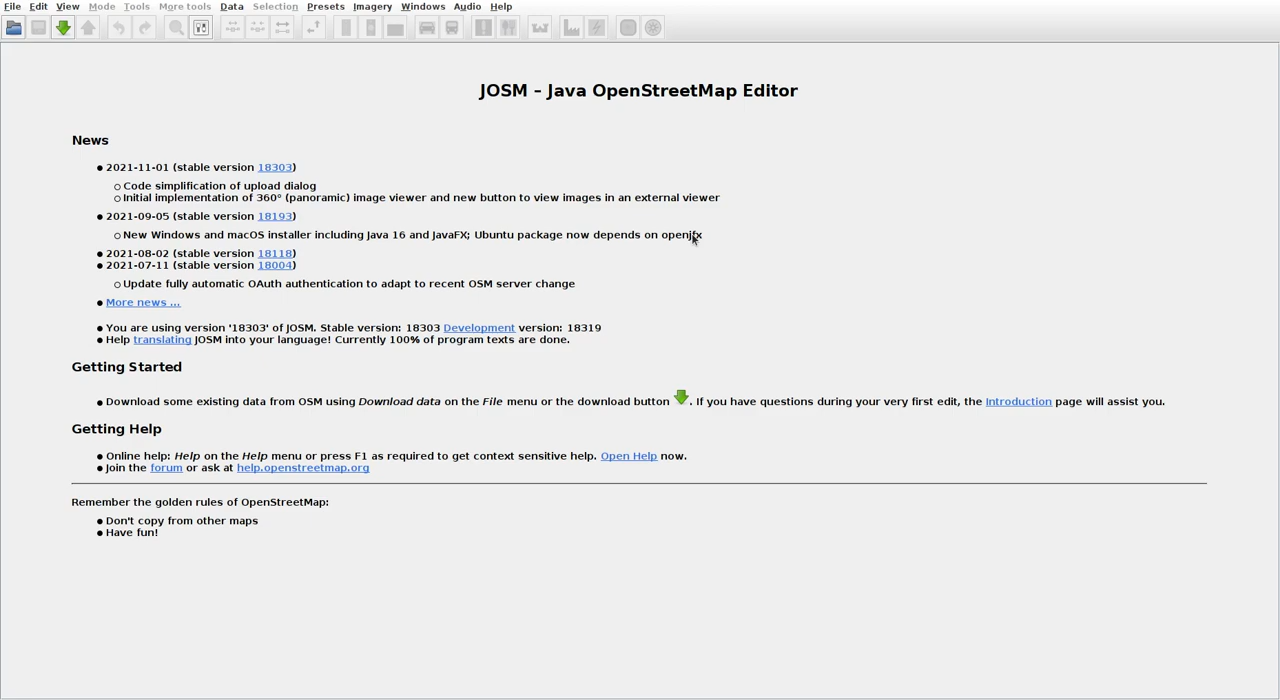 File Edit View Mode Tools More tools Data Selection Presets Imagery Windows Audio Help
JOSM – Java OpenStreetMap Editor
News
2021-11-01 (stable version 18303)
Code simplification of upload dialog
Initial implementation of 360° (panoramic) image viewer and new button to view images in an external viewer
2021-09-05 (stable version 18193)
New Windows and macOS installer including Java 16 and JavaFX; Ubuntu package now depends on openjfx
2021-08-02 (stable version 18118)
2021-07-11 (stable version 18004)
Update fully automatic OAuth authentication to adapt to recent OSM server change
More news ...
You are using version '18303' of JOSM. Stable version: 18303 Development version: 18319
Help translating JOSM into your language! Currently 100% of program texts are done.
Getting Started
Download some existing data from OSM using Download data on the File menu or the download button . If you have questions during your very first edit, the Introduction page will assist you.
Getting Help
Online help: Help on the Help menu or press F1 as required to get context sensitive help. Open Help now.
Join the forum or ask at help.openstreetmap.org
Remember the golden rules of OpenStreetMap:
Don't copy from other maps
Have fun!